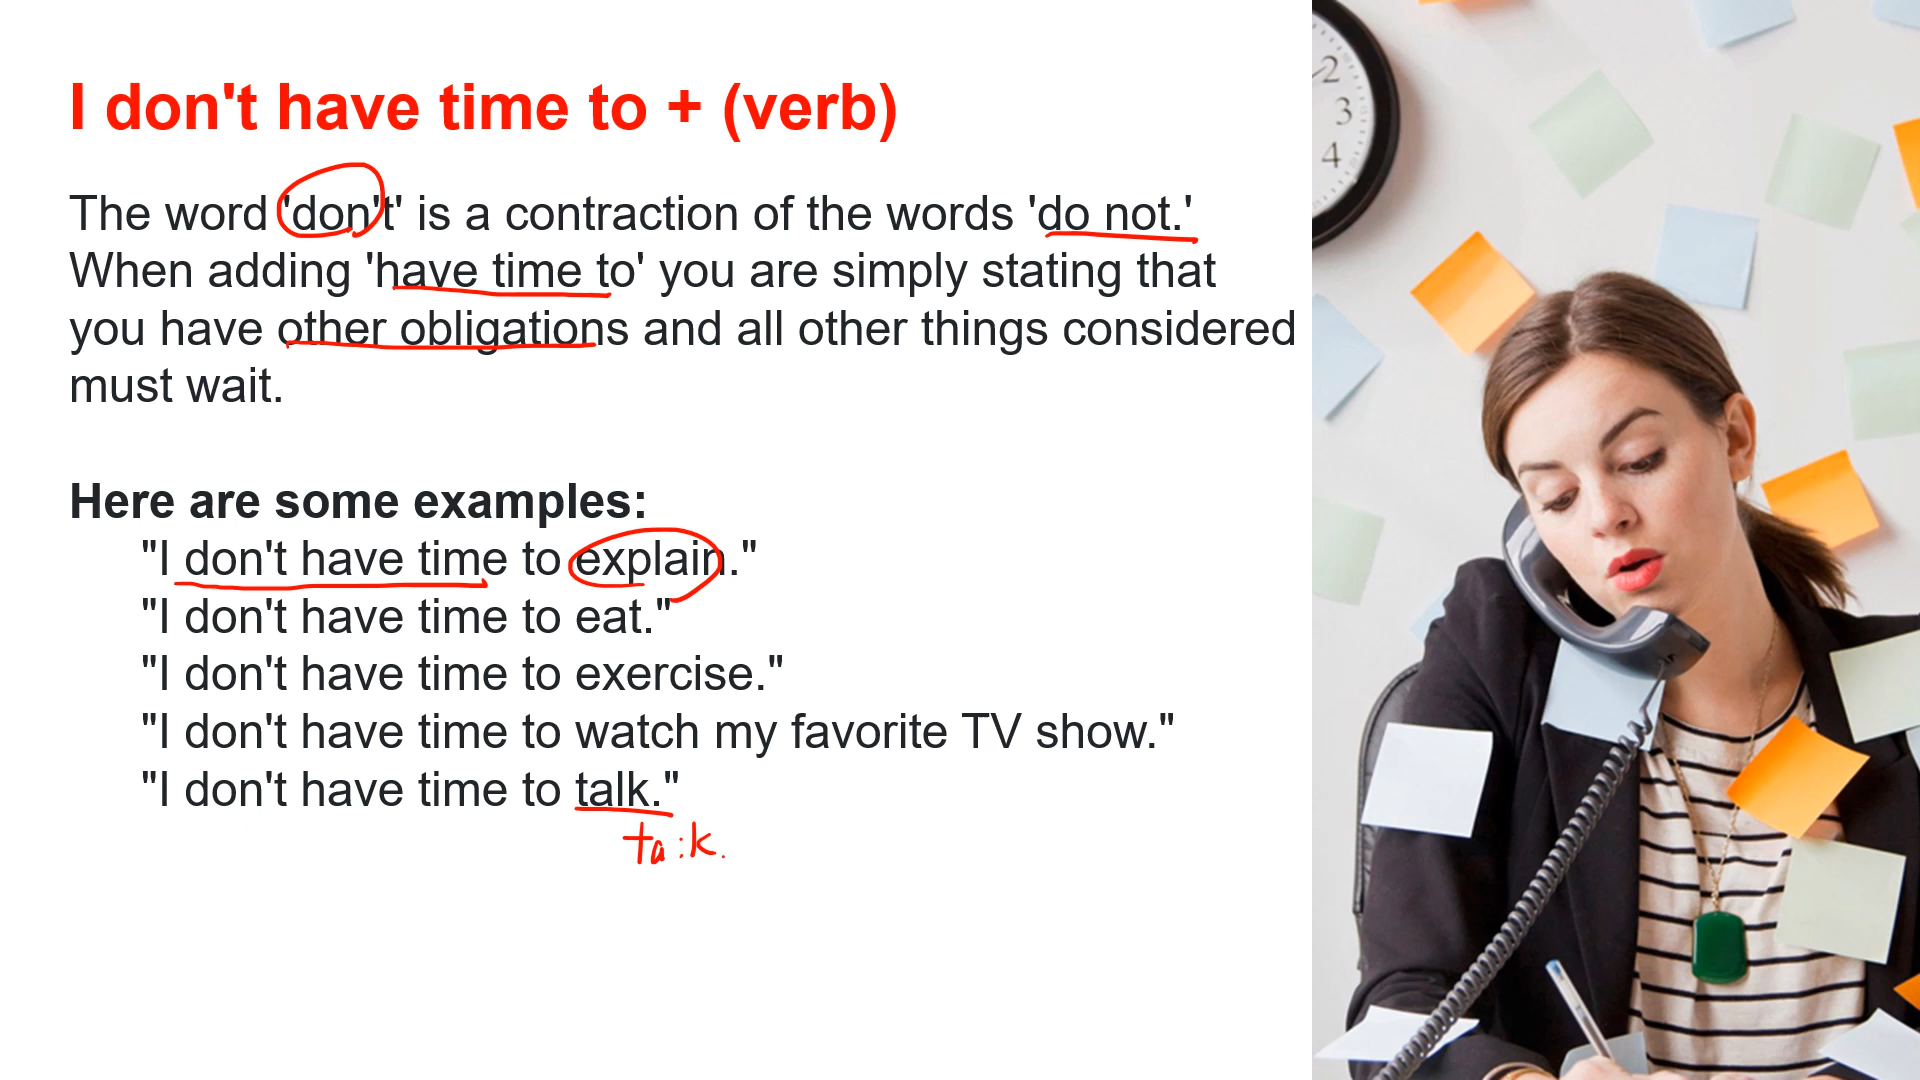 I don't have time to + (verb)
The word 'don't' is a contraction of the words 'do not.'
When adding 'have time to' you are simply stating that
you have other obligations and all other things considered
must wait.
Here are some examples:
"I don't have time to explain."
"I don't have time to eat."
"I don't have time to exercise."
"I don't have time to watch my favorite TV show."
"I don't have time to talk."
ta:k.
2
3
4